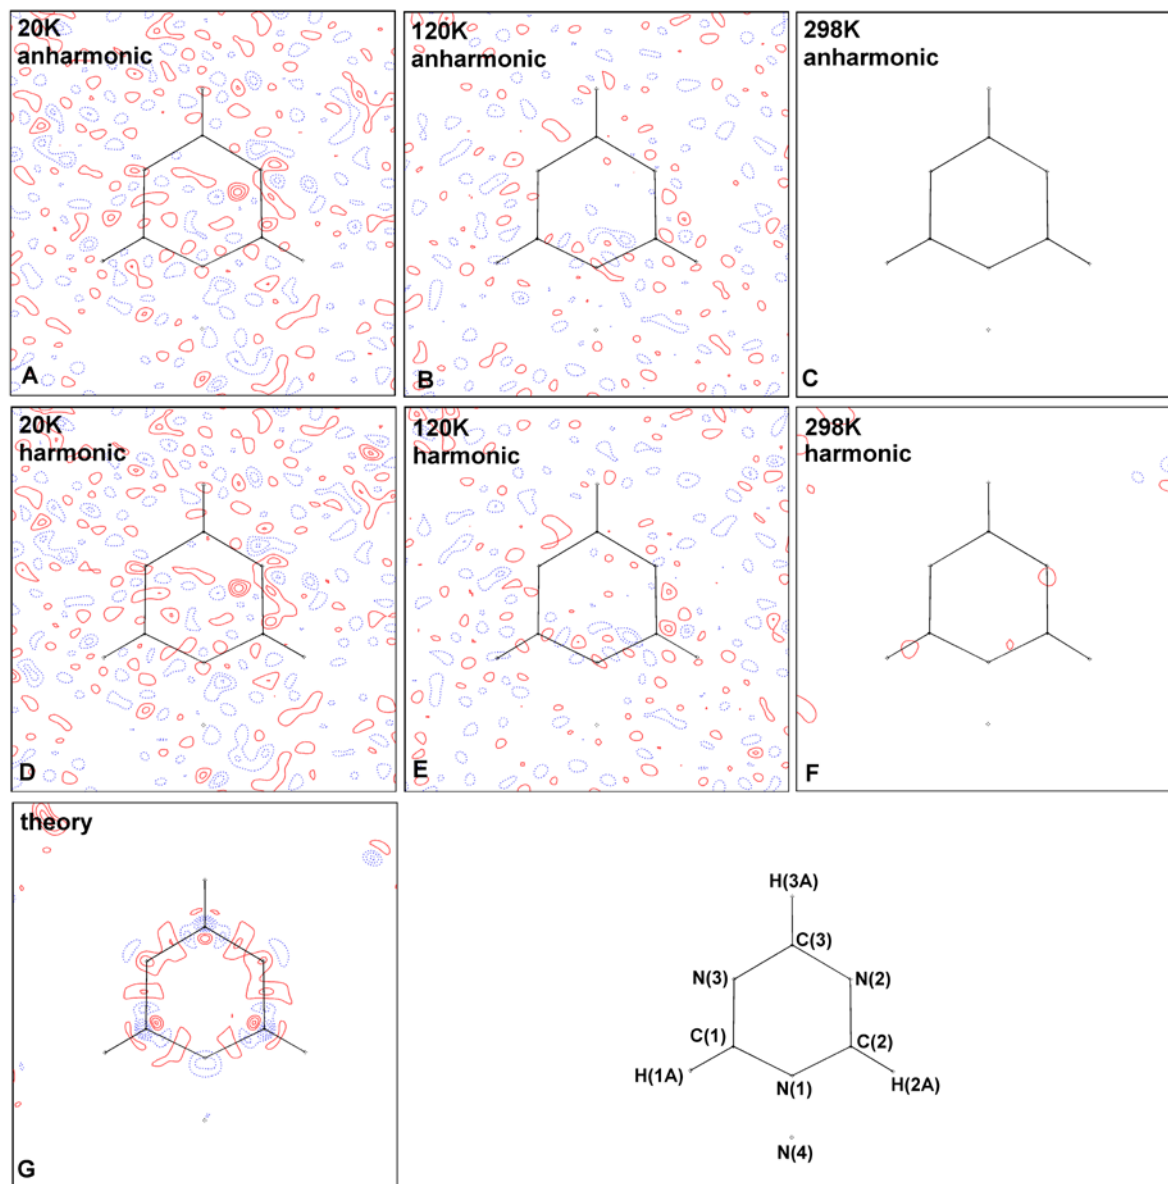 20K
anharmonic
A
120K
anharmonic
B
298K
anharmonic
C
20K
harmonic
D
120K
harmonic
E
298K
harmonic
F
theory
G
H(3A)
C(3)
N(3)
N(2)
C(1)
C(2)
H(1A)
N(1)
H(2A)
N(4)